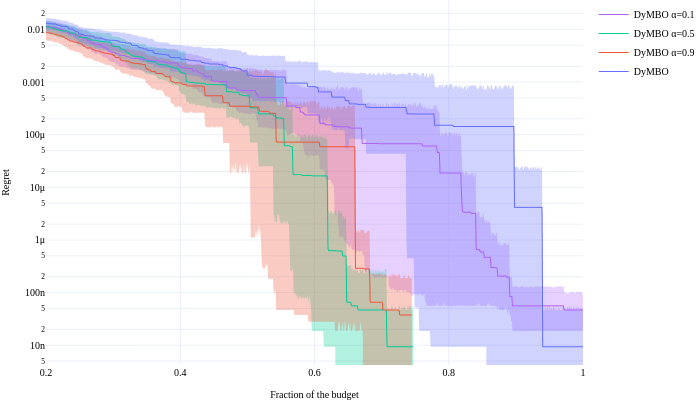 2
0.01
5
2
0.001
5
2
100μ
5
2
10μ
5
2
1μ
5
2
100n
5
2
10n
5
0.2
0.4
0.6
0.8
1
Fraction of the budget
Regret
DyMBO α=0.1
DyMBO α=0.5
DyMBO α=0.9
DyMBO